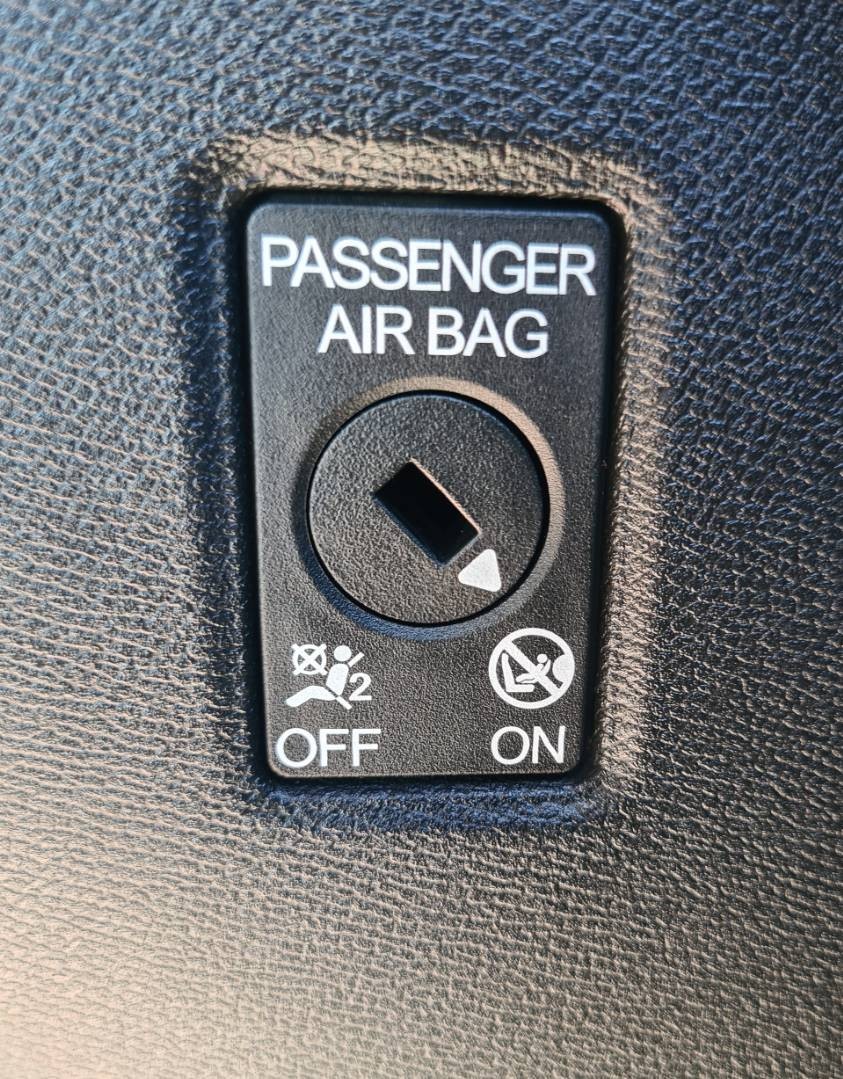 PASSENGER
AIR BAG
2
OFF ON